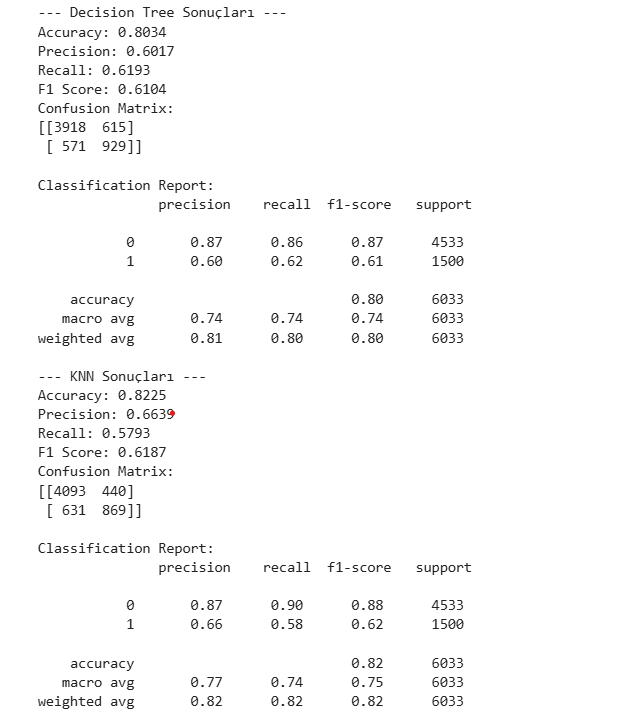 --- Decision Tree Sonuçları ---
Accuracy: 0.8034
Precision: 0.6017
Recall: 0.6193
F1 Score: 0.6104
Confusion Matrix:
[[3918  615]
 [ 571  929]]
Classification Report:
precision    recall  f1-score   support
0       0.87      0.86      0.87      4533
1       0.60      0.62      0.61      1500
accuracy                           0.80      6033
macro avg       0.74      0.74      0.74      6033
weighted avg       0.81      0.80      0.80      6033
--- KNN Sonuçları ---
Accuracy: 0.8225
Precision: 0.6639
Recall: 0.5793
F1 Score: 0.6187
Confusion Matrix:
[[4093  440]
 [ 631  869]]
Classification Report:
precision    recall  f1-score   support
0       0.87      0.90      0.88      4533
1       0.66      0.58      0.62      1500
accuracy                           0.82      6033
macro avg       0.77      0.74      0.75      6033
weighted avg       0.82      0.82      0.82      6033